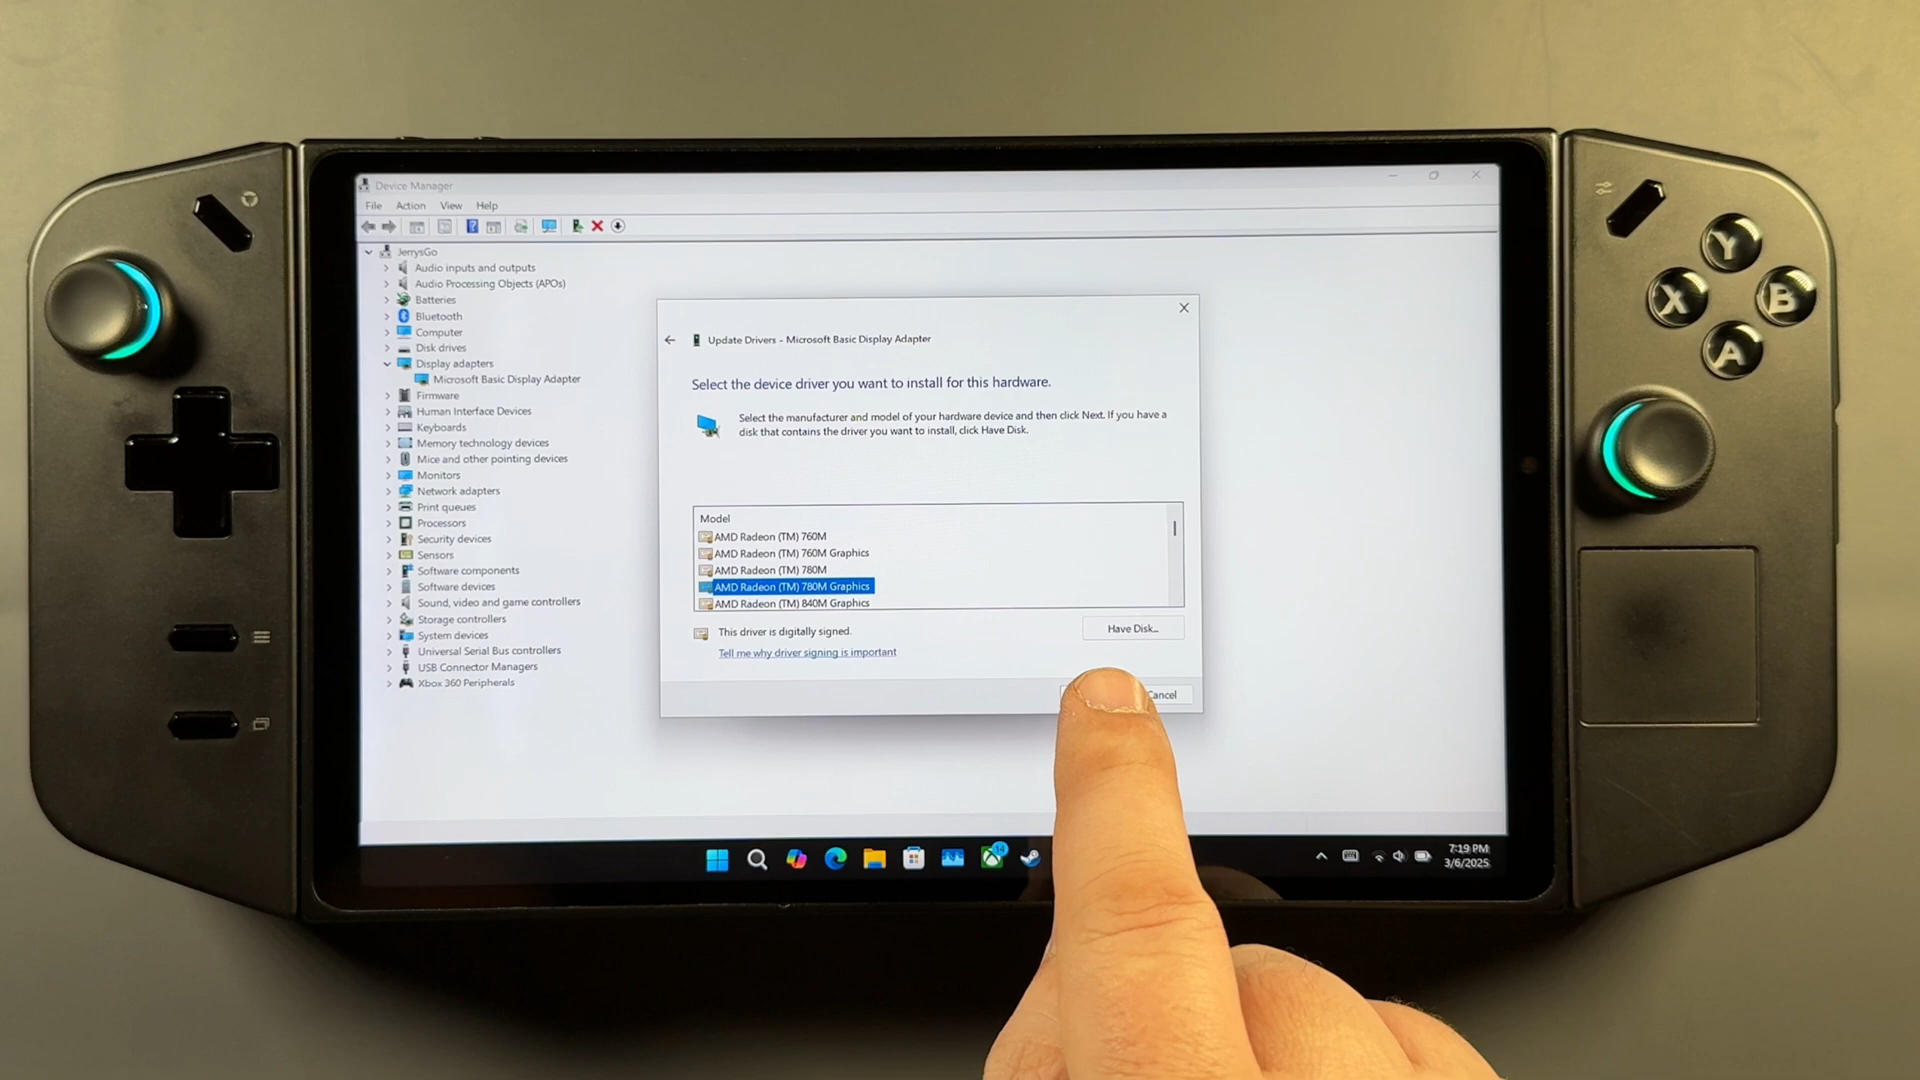 Device Manager
File Action View Help
JerrysGo
Audio inputs and outputs
Audio Processing Objects (APOs)
Batteries
Bluetooth
Computer
Disk drives
Display adapters
Microsoft Basic Display Adapter
Firmware
Human Interface Devices
Keyboards
Memory technology devices
Mice and other pointing devices
Monitors
Network adapters
Print queues
Processors
Security devices
Sensors
Software components
Software devices
Sound, video and game controllers
Storage controllers
System devices
Universal Serial Bus controllers
USB Connector Managers
Xbox 360 Peripherals
Update Drivers - Microsoft Basic Display Adapter
Select the device driver you want to install for this hardware.
Select the manufacturer and model of your hardware device and then click Next. If you have a
disk that contains the driver you want to install, click Have Disk.
Model
AMD Radeon (TM) 760M
AMD Radeon (TM) 760M Graphics
AMD Radeon (TM) 780M
AMD Radeon (TM) 780M Graphics
AMD Radeon (TM) 840M Graphics
This driver is digitally signed.
Have Disk...
Tell me why driver signing is important
Cancel
14
7:19 PM
3/6/2025
Y
X
B
A